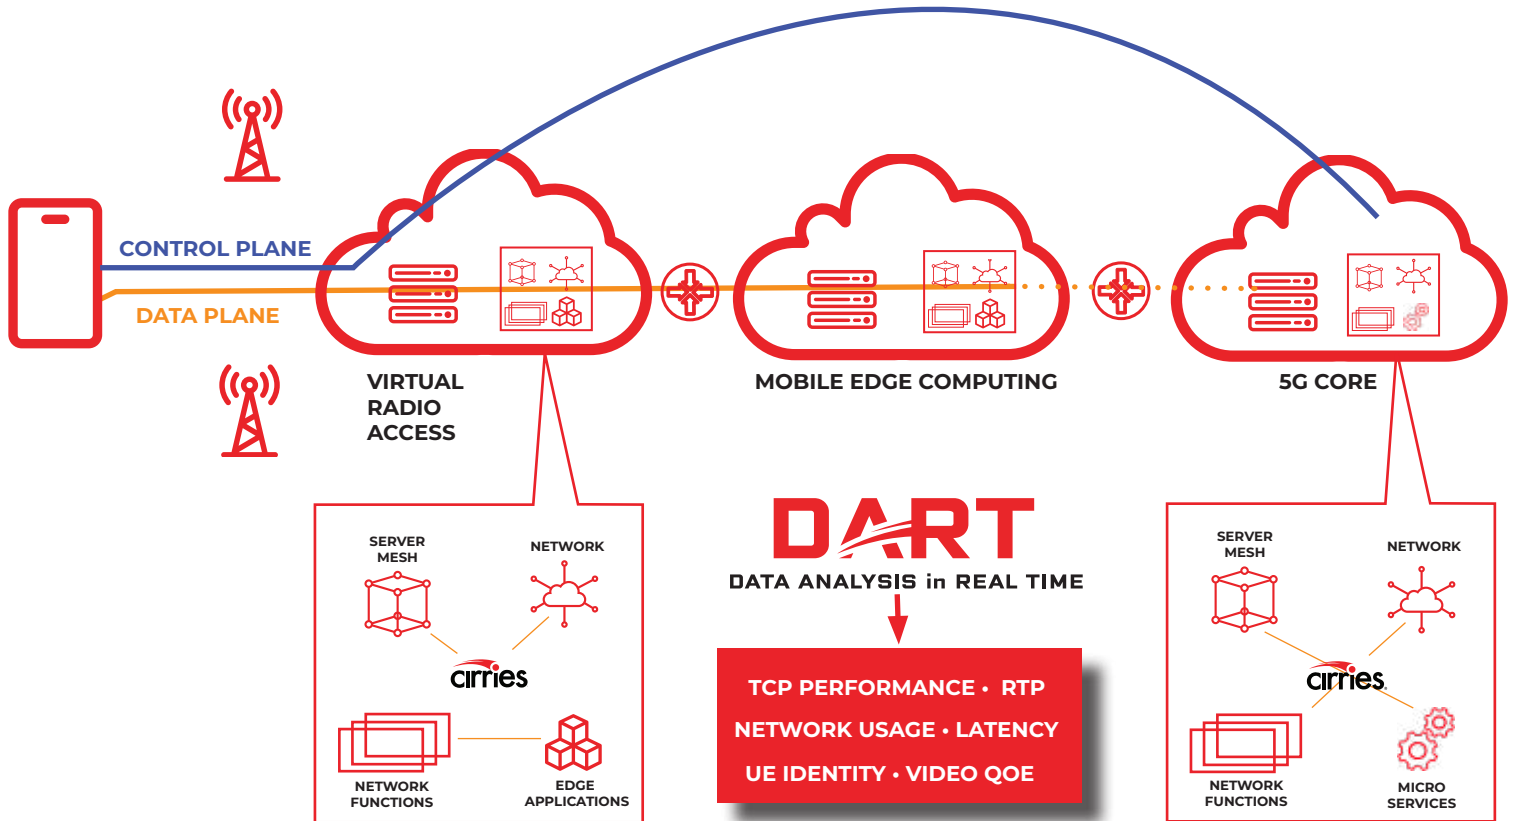 CONTROL PLANE
DATA PLANE
VIRTUAL
RADIO
ACCESS
MOBILE EDGE COMPUTING
5G CORE
SERVER
MESH
NETWORK
cirries
NETWORK
FUNCTIONS
EDGE
APPLICATIONS
DART
DATA ANALYSIS in REAL TIME
TCP PERFORMANCE • RTP
NETWORK USAGE • LATENCY
UE IDENTITY • VIDEO QOE
SERVER
MESH
NETWORK
cirries
NETWORK
FUNCTIONS
MICRO
SERVICES